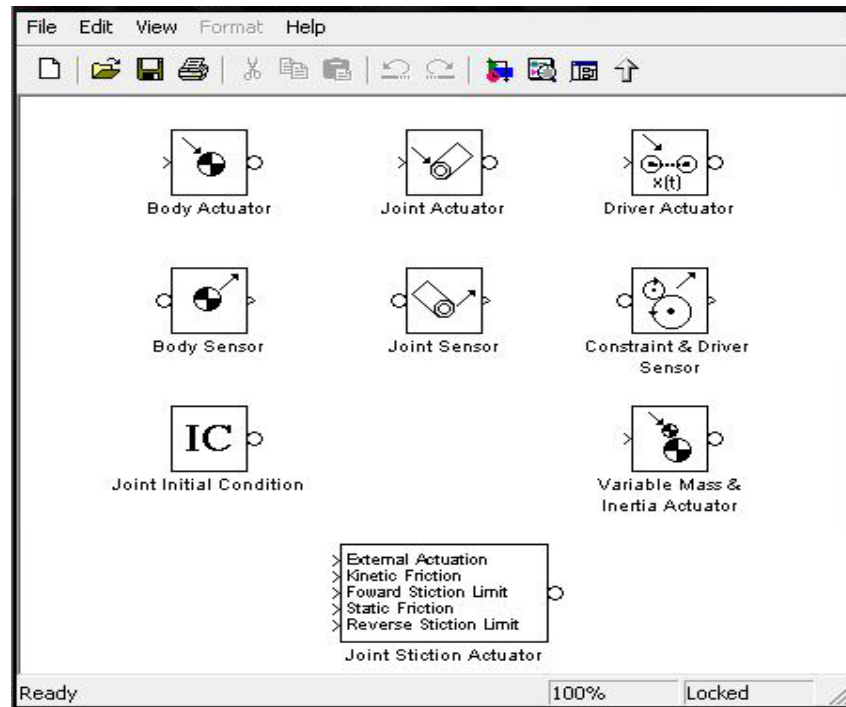 File Edit View Format Help
x(t)
Body Actuator Joint Actuator Driver Actuator
Body Sensor Joint Sensor Constraint & Driver
Sensor
IC
Joint Initial Condition Variable Mass &
Inertia Actuator
External Actuation
Kinetic Friction
Foward Stiction Limit
Static Friction
Reverse Stiction Limit
Joint Stiction Actuator
Ready 100% Locked